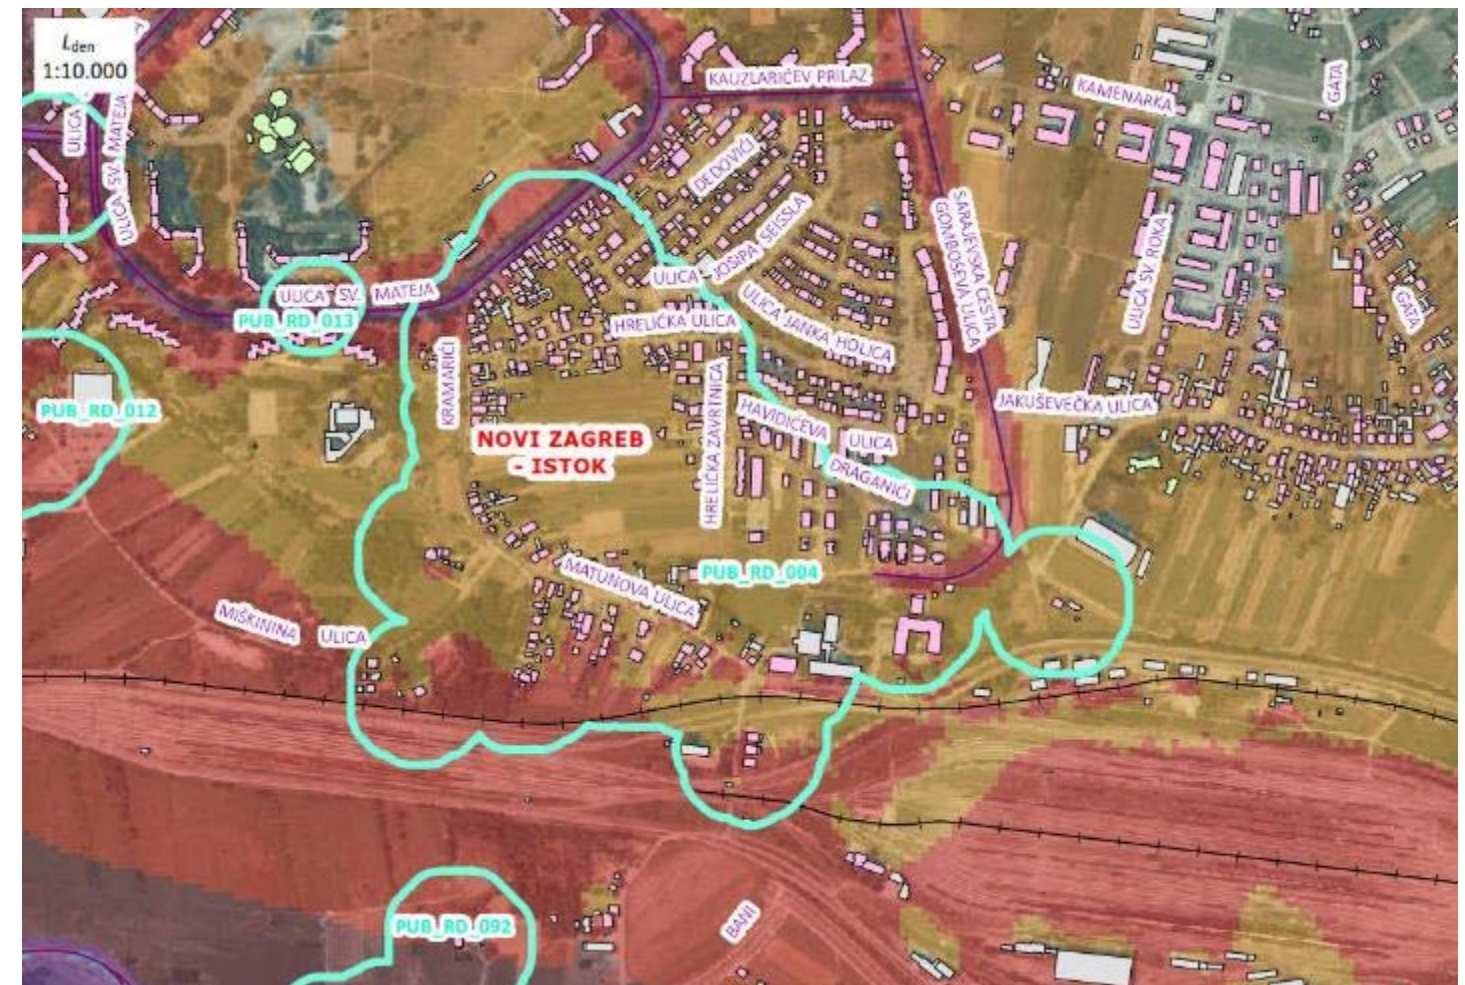 Lden
1:10.000
ULICA
ULICA SV. MATEJA
KAUZLARIĆEV PRILAZ
KAMENARKA
GATA
DEDOVIĆI
SARAJEVSKA CESTA
GOMBOSEVA ULICA
ULICA SV. ROKA
ULICA JOSIPA SEISSLA
ULICA SV. MATEJA
PUB_RD_013
HRELIĆKA ULICA
ULICA JANKA HOLJCA
GATA
KRAMARIĆI
HRELIĆKA ZAVRTNICA
PUB_RD_012
HAVIDIĆEVA ULICA
JAKUŠEVEČKA ULICA
NOVI ZAGREB
- ISTOK
DRAGANIĆI
MATUNOVA ULICA
PUB_RD_004
MIŠKININA ULICA
PUB_RD_092
BANI